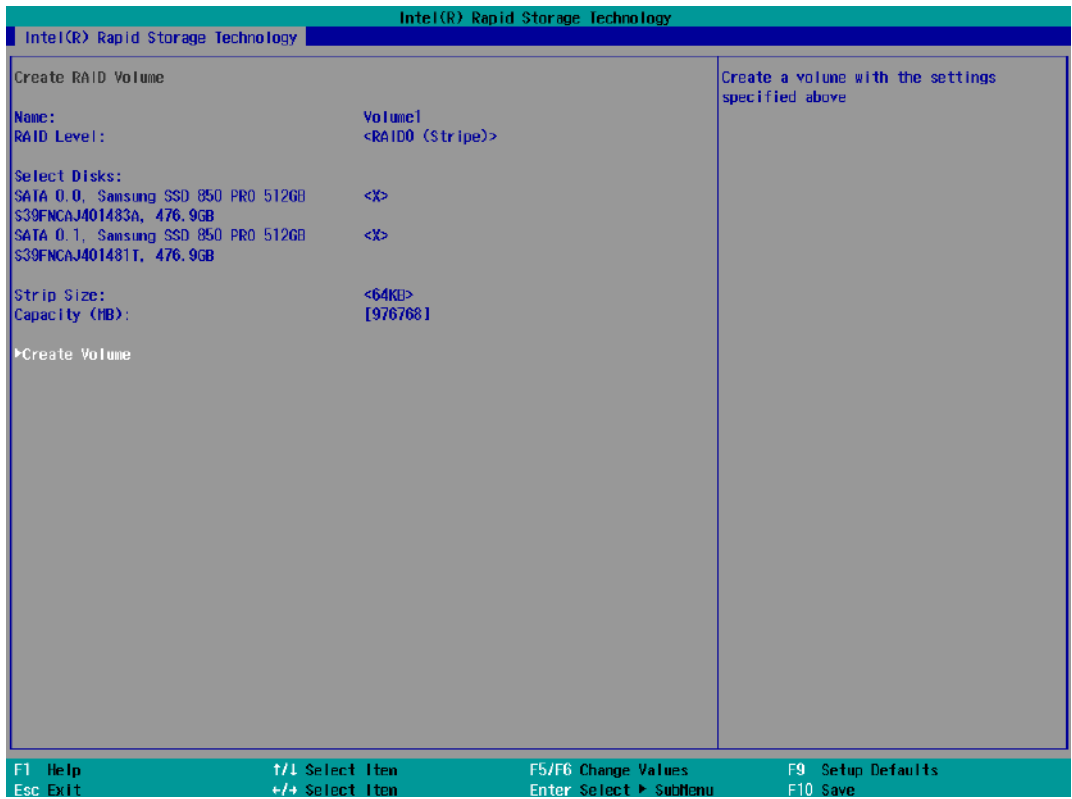 Intel(R) Rapid Storage Technology
Intel(R) Rapid Storage Technology
Create RAID Volume
Create a volume with the settings
specified above
Name: Volume1
RAID Level: <RAID0 (Stripe)>
Select Disks:
SATA 0.0, Samsung SSD 850 PRO 512GB <X>
S39FNCAJ401483A, 476.9GB
SATA 0.1, Samsung SSD 850 PRO 512GB <X>
S39FNCAJ401481T, 476.9GB
Strip Size: <64KB>
Capacity (MB): [976768]
▶Create Volume
F1 Help ↑/↓ Select Item F5/F6 Change Values F9 Setup Defaults
Esc Exit ←/→ Select Item Enter Select ▶ SubMenu F10 Save